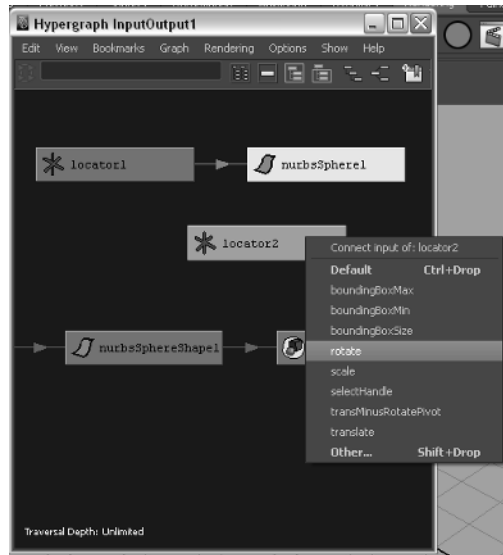 Hypergraph InputOutput1
Edit View Bookmarks Graph Rendering Options Show Help
locator1
nurbsSphere1
locator2
Connect input of: locator2
Default Ctrl+Drop
boundingBoxMax
boundingBoxMin
boundingBoxSize
rotate
scale
selectHandle
transMinusRotatePivot
translate
Other... Shift+Drop
nurbsSphereShape1
Traversal Depth: Unlimited